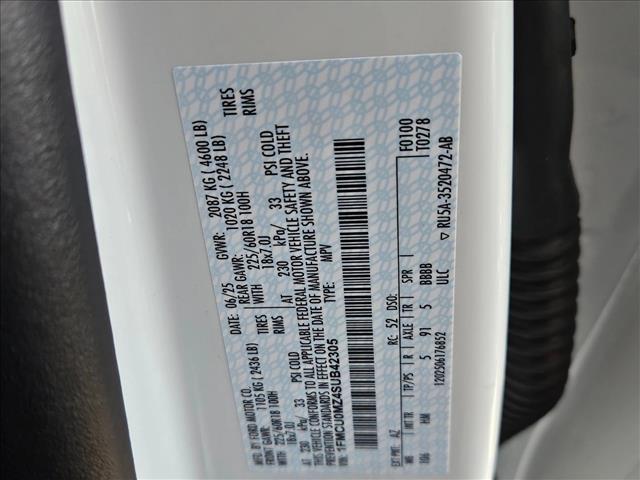 MFD. BY FORD MOTOR CO.
DATE: 06/25 GVWR: 2087 KG ( 4600 LB)
FRONT GAWR: 1105 KG ( 2436 LB) REAR GAWR: 1020 KG ( 2248 LB)
WITH 225/60R18 100H TIRES WITH 225/60R18 100H TIRES
18x7.0J RIMS 18x7.0J RIMS
AT 230 kPa/ 33 PSI COLD AT 230 kPa/ 33 PSI COLD
THIS VEHICLE CONFORMS TO ALL APPLICABLE FEDERAL MOTOR VEHICLE SAFETY AND THEFT
PREVENTION STANDARDS IN EFFECT ON THE DATE OF MANUFACTURE SHOWN ABOVE.
VIN: 1FMCU0MZ4SUB42305 TYPE: MPV
F0100
T0278
EXT PNT: AZ RC: 52 DSO:
WB INT TR TP/PS R AXLE TR SPR
106 HM 5 91 5 BBBB
1202506176852 ULC ▽ RU5A-3520472-AB